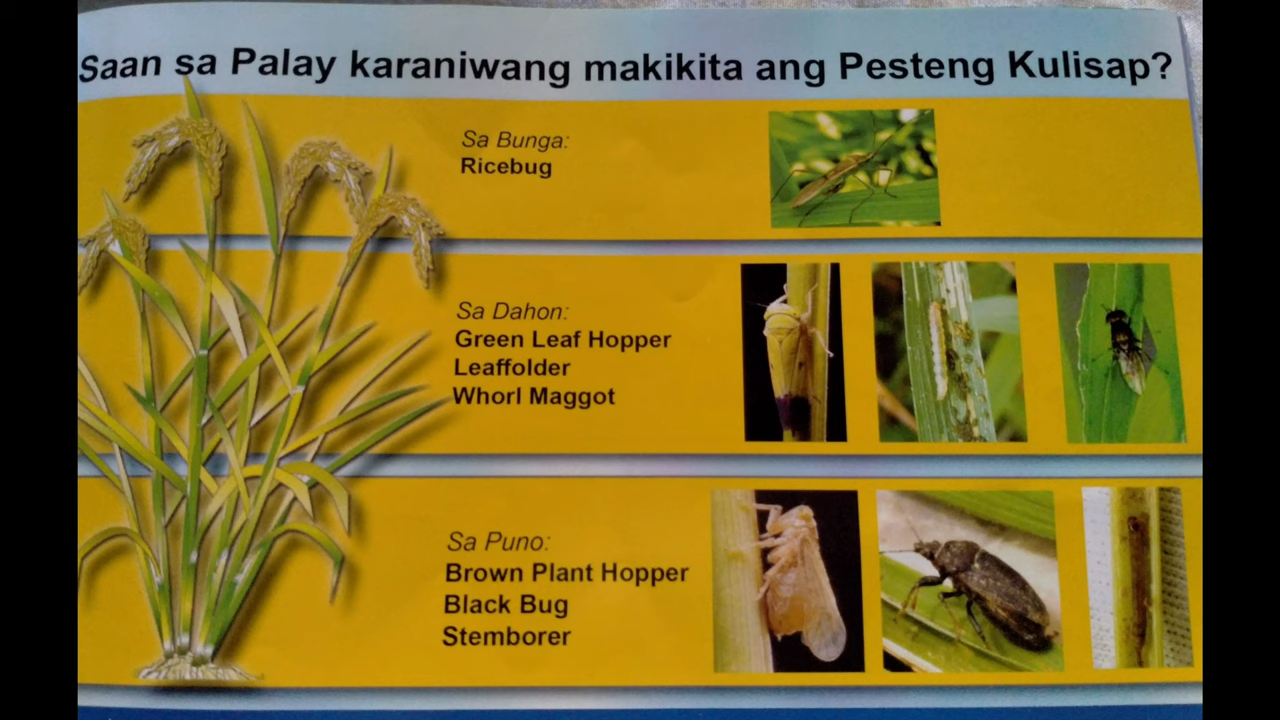 Saan sa Palay karaniwang makikita ang Pesteng Kulisap?
Sa Bunga:
Ricebug
Sa Dahon:
Green Leaf Hopper
Leaffolder
Whorl Maggot
Sa Puno:
Brown Plant Hopper
Black Bug
Stemborer